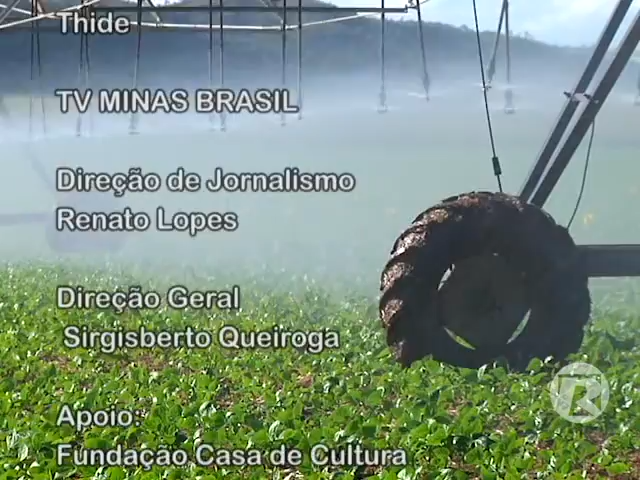 Thide
TV MINAS BRASIL
Direção de Jornalismo
Renato Lopes
Direção Geral
Sirgisberto Queiroga
Apoio:
Fundação Casa de Cultura
R